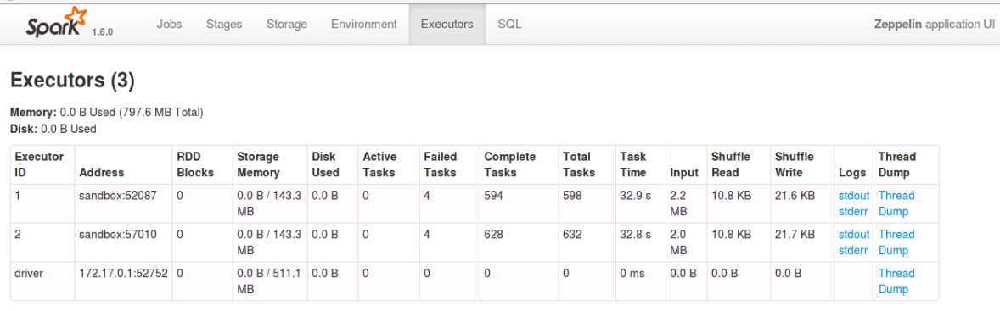 Spark 1.6.0 Jobs Stages Storage Environment Executors SQL Zeppelin application UI
Executors (3)
Memory: 0.0 B Used (797.6 MB Total)
Disk: 0.0 B Used
Executor ID Address RDD Blocks Storage Memory Disk Used Active Tasks Failed Tasks Complete Tasks Total Tasks Task Time Input Shuffle Read Shuffle Write Logs Thread Dump
1 sandbox:52087 0 0.0 B / 143.3 MB 0.0 B 0 4 594 598 32.9 s 2.2 MB 10.8 KB 21.6 KB stdout stderr Thread Dump
2 sandbox:57010 0 0.0 B / 143.3 MB 0.0 B 0 4 628 632 32.8 s 2.0 MB 10.8 KB 21.7 KB stdout stderr Thread Dump
driver 172.17.0.1:52752 0 0.0 B / 511.1 MB 0.0 B 0 0 0 0 0 ms 0.0 B 0.0 B 0.0 B Thread Dump